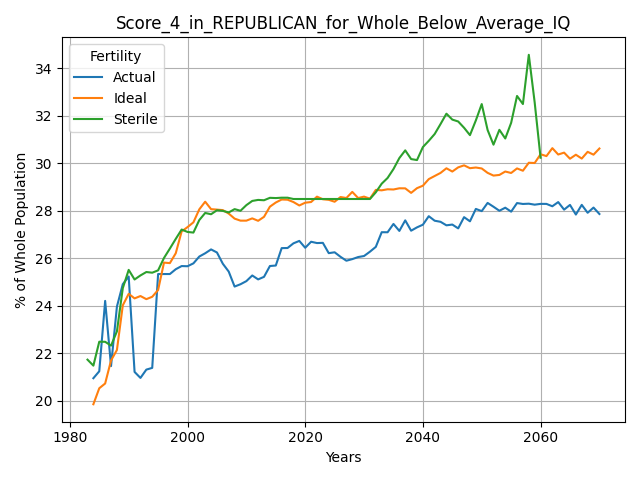 Score_4_in_REPUBLICAN_for_Whole_Below_Average_IQ
Fertility
Actual
Ideal
Sterile
% of Whole Population
34
32
30
28
26
24
22
20
1980
2000
2020
2040
2060
Years